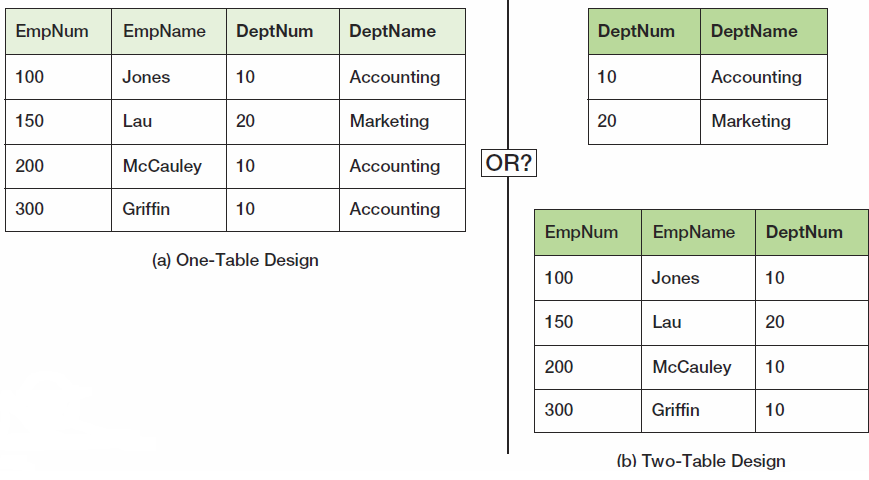 EmpNum EmpName DeptNum DeptName
100 Jones 10 Accounting
150 Lau 20 Marketing
200 McCauley 10 Accounting
300 Griffin 10 Accounting
(a) One-Table Design
OR?
DeptNum DeptName
10 Accounting
20 Marketing
EmpNum EmpName DeptNum
100 Jones 10
150 Lau 20
200 McCauley 10
300 Griffin 10
(b) Two-Table Design